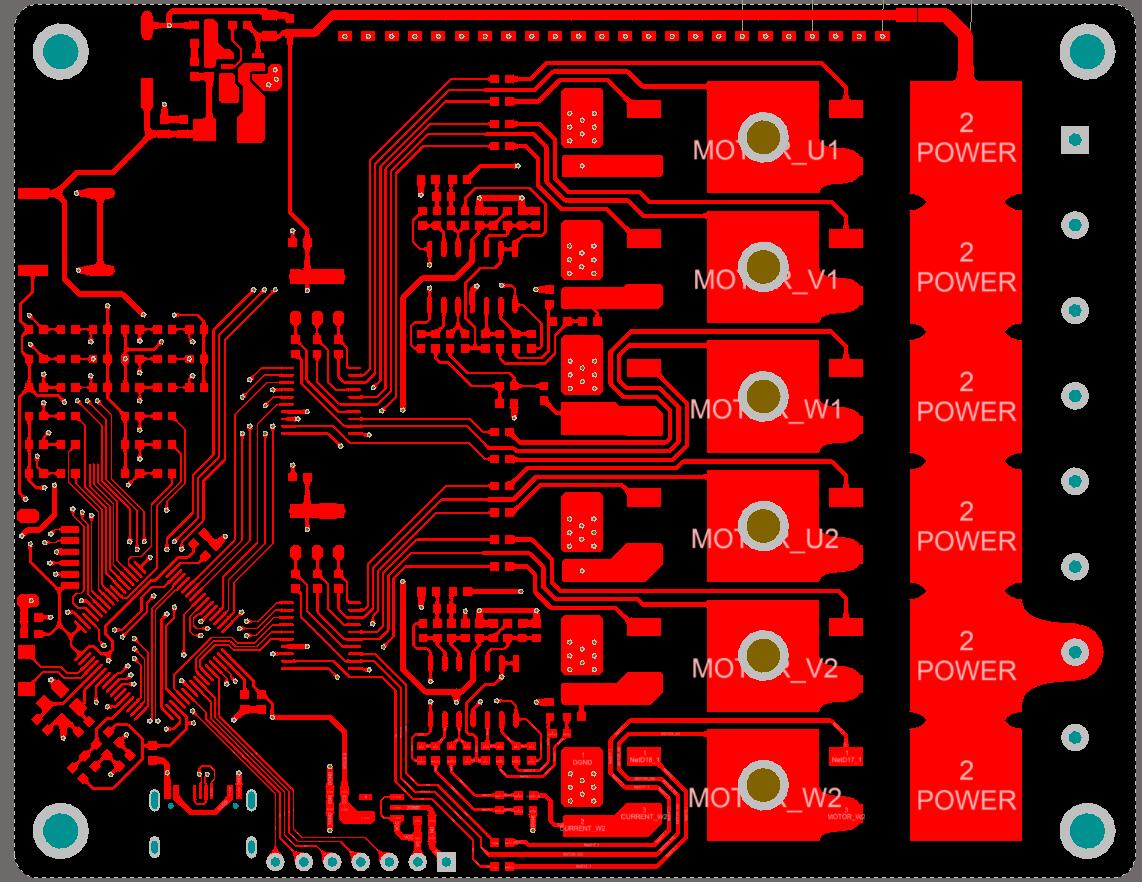 2
POWER
MOTOR_U1
2
POWER
MOTOR_V1
2
POWER
MOTOR_W1
2
POWER
MOTOR_U2
2
POWER
MOTOR_V2
1
DGND
1
NetD18_1
1
NetD17_1
2
POWER
MOTOR_W2
2
CURRENT_W2
3
CURRENT_W2
3
MOTOR_W2